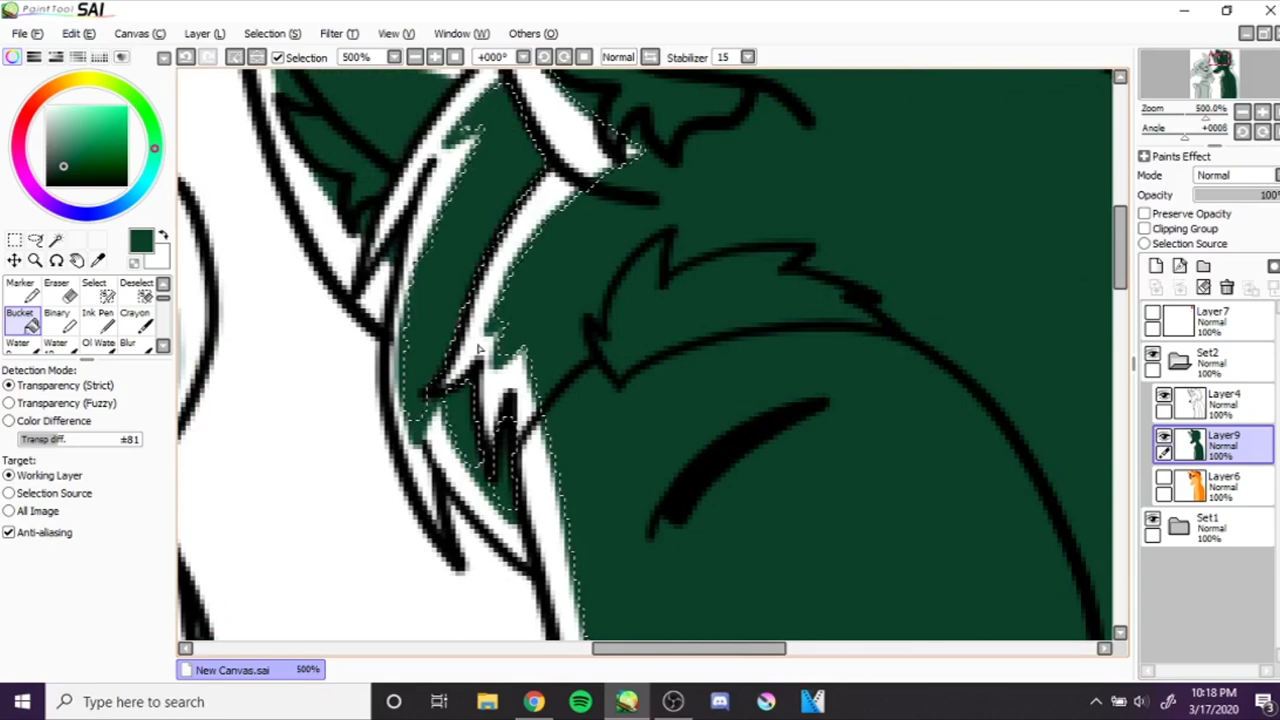 PaintTool SAI
File (F) Edit (E) Canvas (C) Layer (L) Selection (S) Filter (T) View (V) Window (W) Others (O)
Selection 500% +000° Normal Stabilizer 15
Zoom 500.0%
Angle +0008
Paints Effect
Mode Normal
Opacity 100%
Preserve Opacity
Clipping Group
Selection Source
Marker Eraser Select Deselect
Bucket Binary Ink Pen Crayon
Water Water Oil Wate Blur
Detection Mode:
Transparency (Strict)
Transparency (Fuzzy)
Color Difference
Transp diff. ±81
Target:
Working Layer
Selection Source
All Image
Anti-aliasing
Layer7
Normal
100%
Set2
Normal
100%
Layer4
Normal
100%
Layer9
Normal
100%
Layer6
Normal
100%
Set1
Normal
100%
New Canvas.sai 500%
Type here to search
10:18 PM
3/17/2020
3